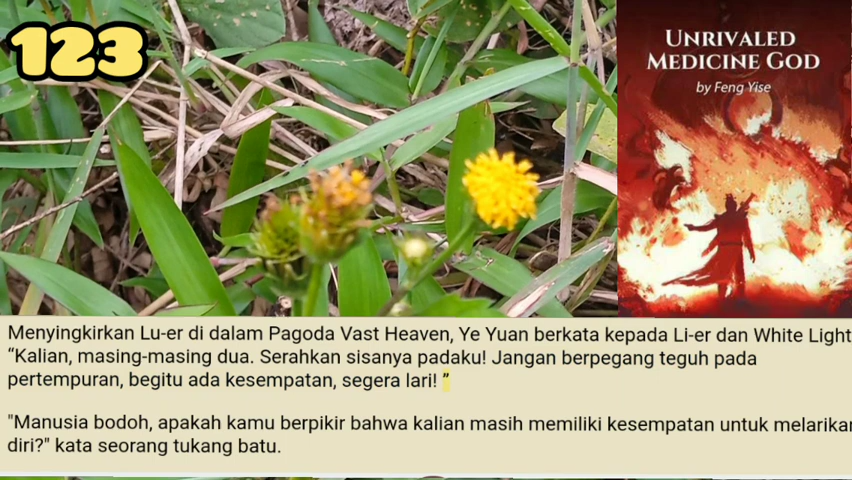 123
UNRIVALED
MEDICINE GOD
by Feng Yise
Menyingkirkan Lu-er di dalam Pagoda Vast Heaven, Ye Yuan berkata kepada Li-er dan White Light
“Kalian, masing-masing dua. Serahkan sisanya padaku! Jangan berpegang teguh pada
pertempuran, begitu ada kesempatan, segera lari! ”
"Manusia bodoh, apakah kamu berpikir bahwa kalian masih memiliki kesempatan untuk melarikan
diri?" kata seorang tukang batu.